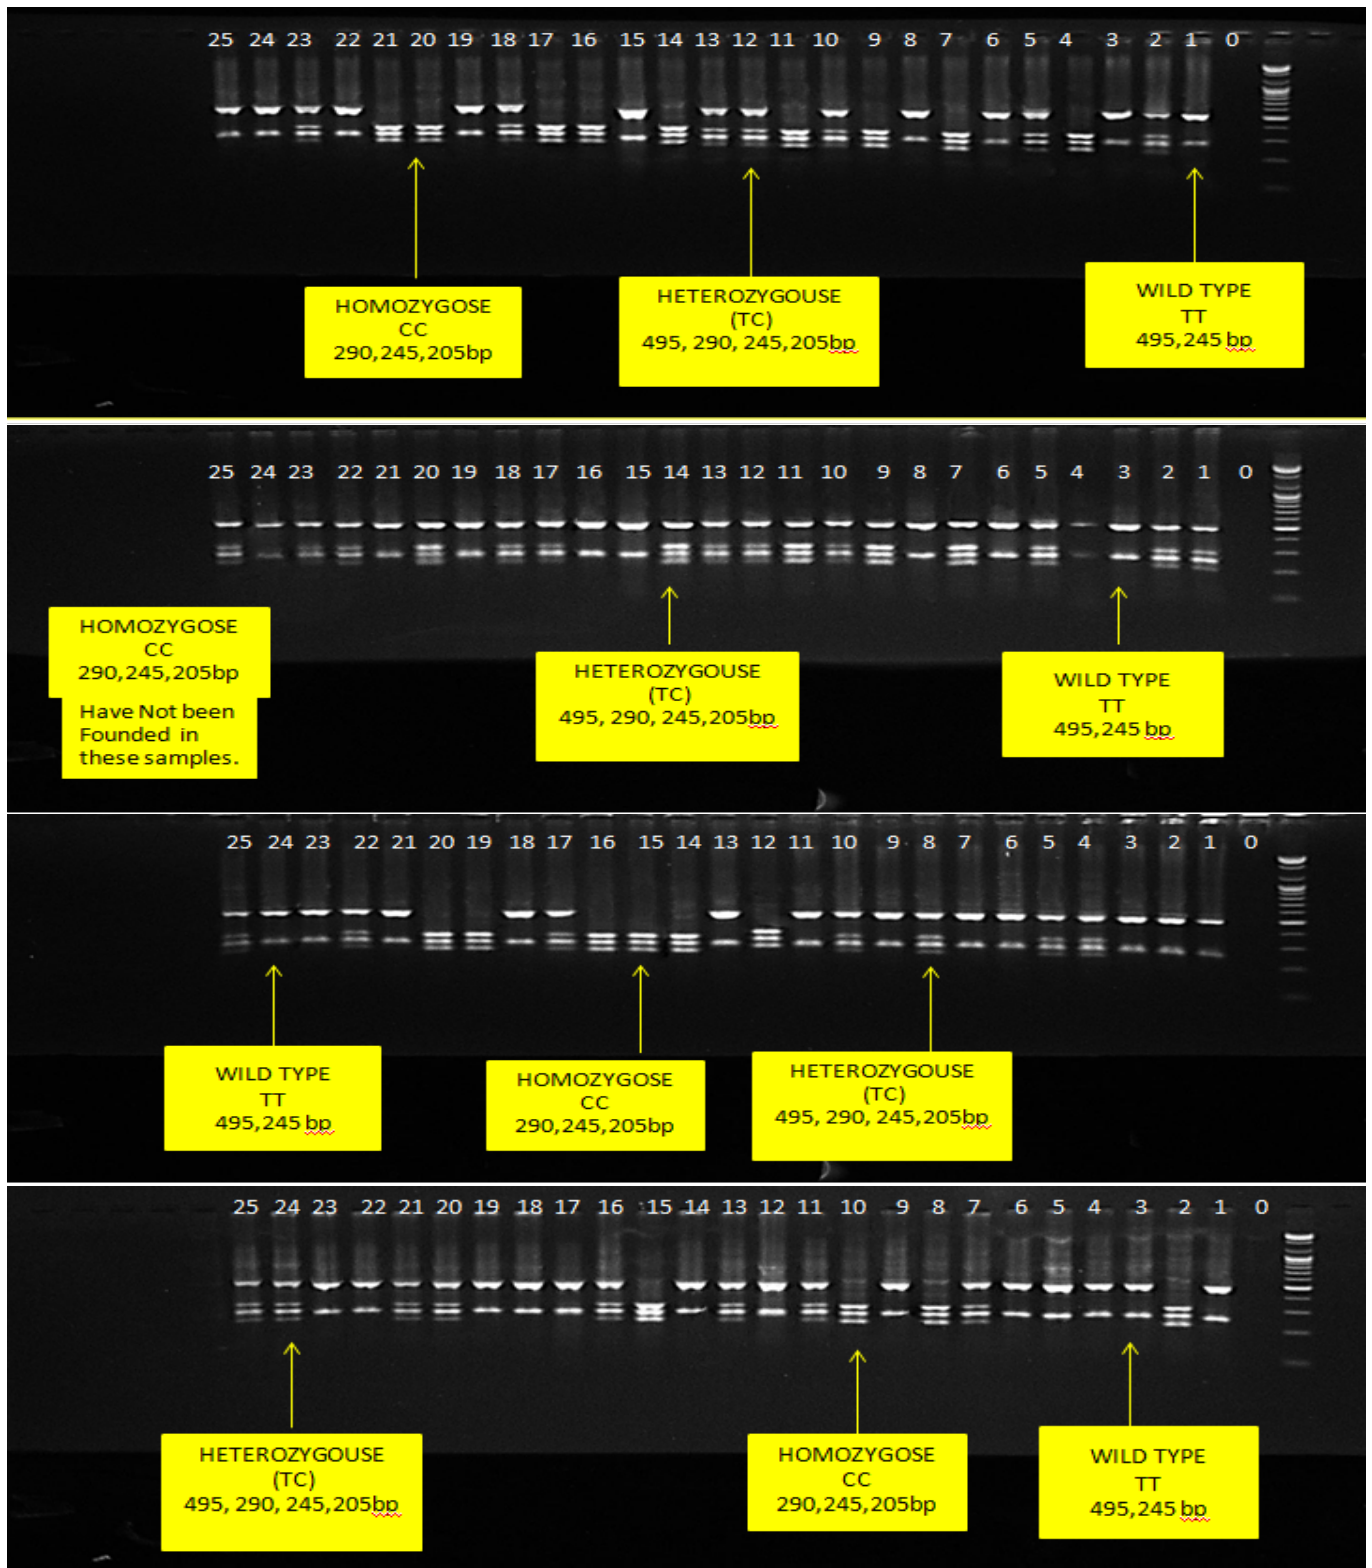 25 24 23 22 21 20 19 18 17 16 15 14 13 12 11 10 9 8 7 6 5 4 3 2 1 0
HOMOZYGOSE
CC
290,245,205bp
HETEROZYGOUSE
(TC)
495, 290, 245,205bp
WILD TYPE
TT
495,245 bp
25 24 23 22 21 20 19 18 17 16 15 14 13 12 11 10 9 8 7 6 5 4 3 2 1 0
HOMOZYGOSE
CC
290,245,205bp
Have Not been
Founded in
these samples.
HETEROZYGOUSE
(TC)
495, 290, 245,205bp
WILD TYPE
TT
495,245 bp
25 24 23 22 21 20 19 18 17 16 15 14 13 12 11 10 9 8 7 6 5 4 3 2 1 0
WILD TYPE
TT
495,245 bp
HOMOZYGOSE
CC
290,245,205bp
HETEROZYGOUSE
(TC)
495, 290, 245,205bp
25 24 23 22 21 20 19 18 17 16 15 14 13 12 11 10 9 8 7 6 5 4 3 2 1 0
HETEROZYGOUSE
(TC)
495, 290, 245,205bp
HOMOZYGOSE
CC
290,245,205bp
WILD TYPE
TT
495,245 bp